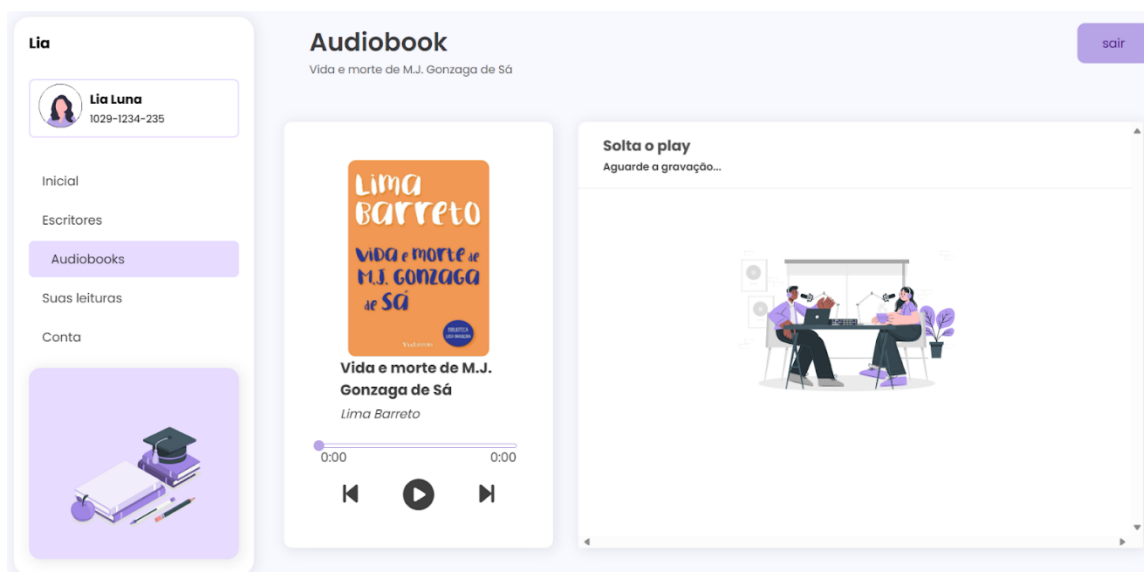 Lia
Lia Luna
1029-1234-235
Inicial
Escritores
Audiobooks
Suas leituras
Conta
Audiobook
Vida e morte de M.J. Gonzaga de Sá
sair
Lima
Barreto
Vida e morte de
M.J. Gonzaga
de Sá
Vida e morte de M.J.
Gonzaga de Sá
Lima Barreto
0:00
0:00
Solta o play
Aguarde a gravação...